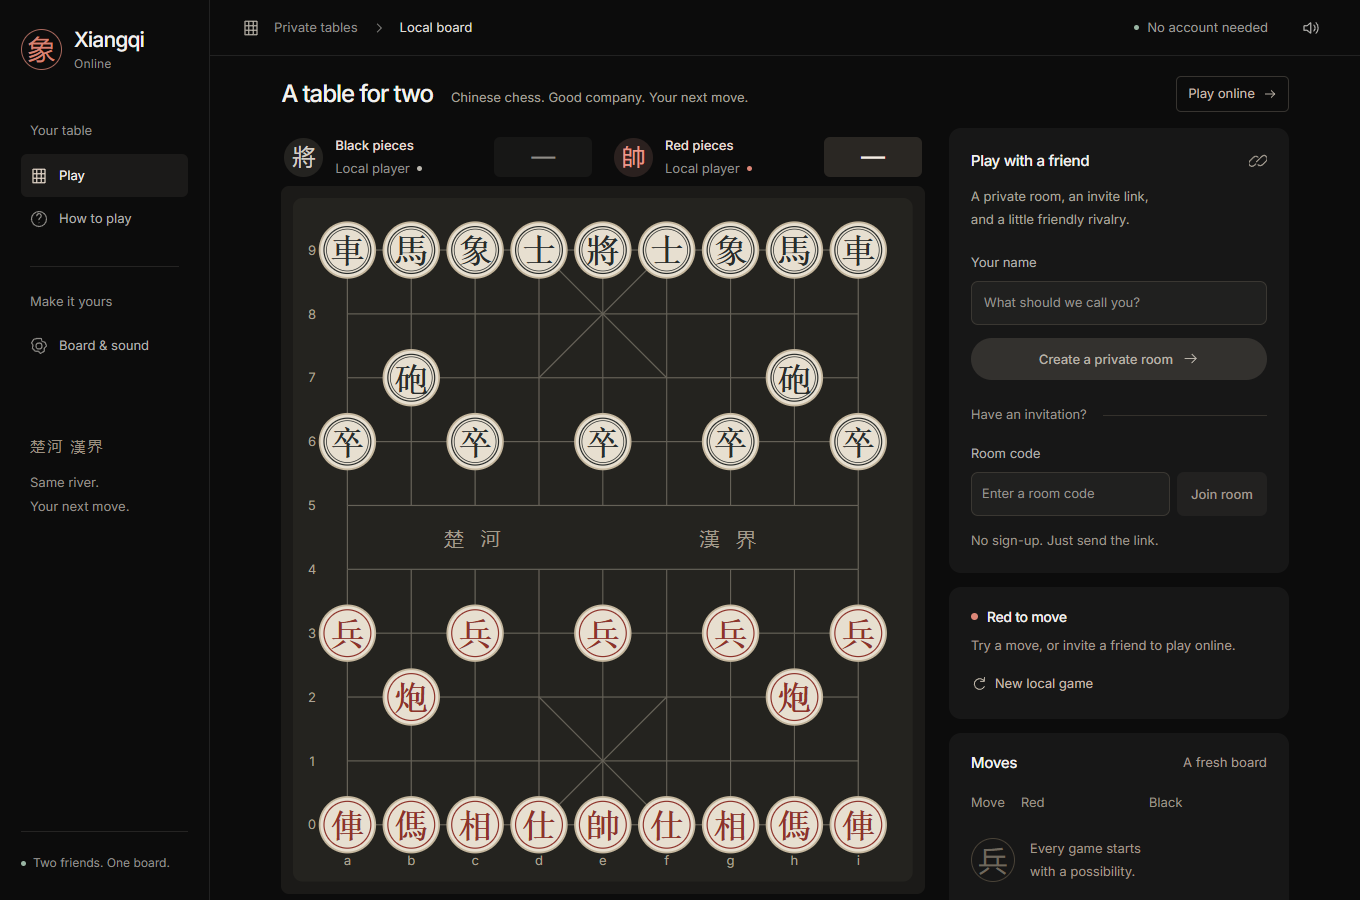 象
Xiangqi
Online
Your table
Play
How to play
Make it yours
Board & sound
楚河 漢界
Same river.
Your next move.
Two friends. One board.
Private tables > Local board
No account needed
A table for two
Chinese chess. Good company. Your next move.
Play online →
將
Black pieces
Local player
—
帥
Red pieces
Local player
—
9 車 馬 象 士 將 士 象 馬 車
8
7 砲 砲
6 卒 卒 卒 卒 卒
5
楚 河 漢 界
4
3 兵 兵 兵 兵 兵
2 炮 炮
1
0 俥 傌 相 仕 帥 仕 相 傌 俥
a b c d e f g h i
Play with a friend
A private room, an invite link,
and a little friendly rivalry.
Your name
What should we call you?
Create a private room →
Have an invitation?
Room code
Enter a room code
Join room
No sign-up. Just send the link.
Red to move
Try a move, or invite a friend to play online.
New local game
Moves
A fresh board
Move Red Black
兵
Every game starts
with a possibility.